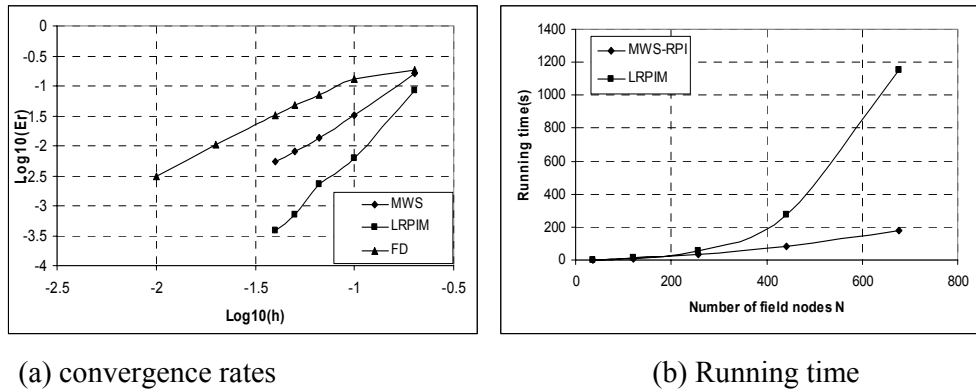 0
-0.5
-1
-1.5
-2
-2.5
-3
-3.5
-4
Log10(Er)
-2.5 -2 -1.5 -1 -0.5
Log10(h)
MWS
LRPIM
FD
1400
1200
1000
800
600
400
200
0
Running time(s)
0 200 400 600 800
Number of field nodes N
MWS-RPI
LRPIM
(a) convergence rates
(b) Running time